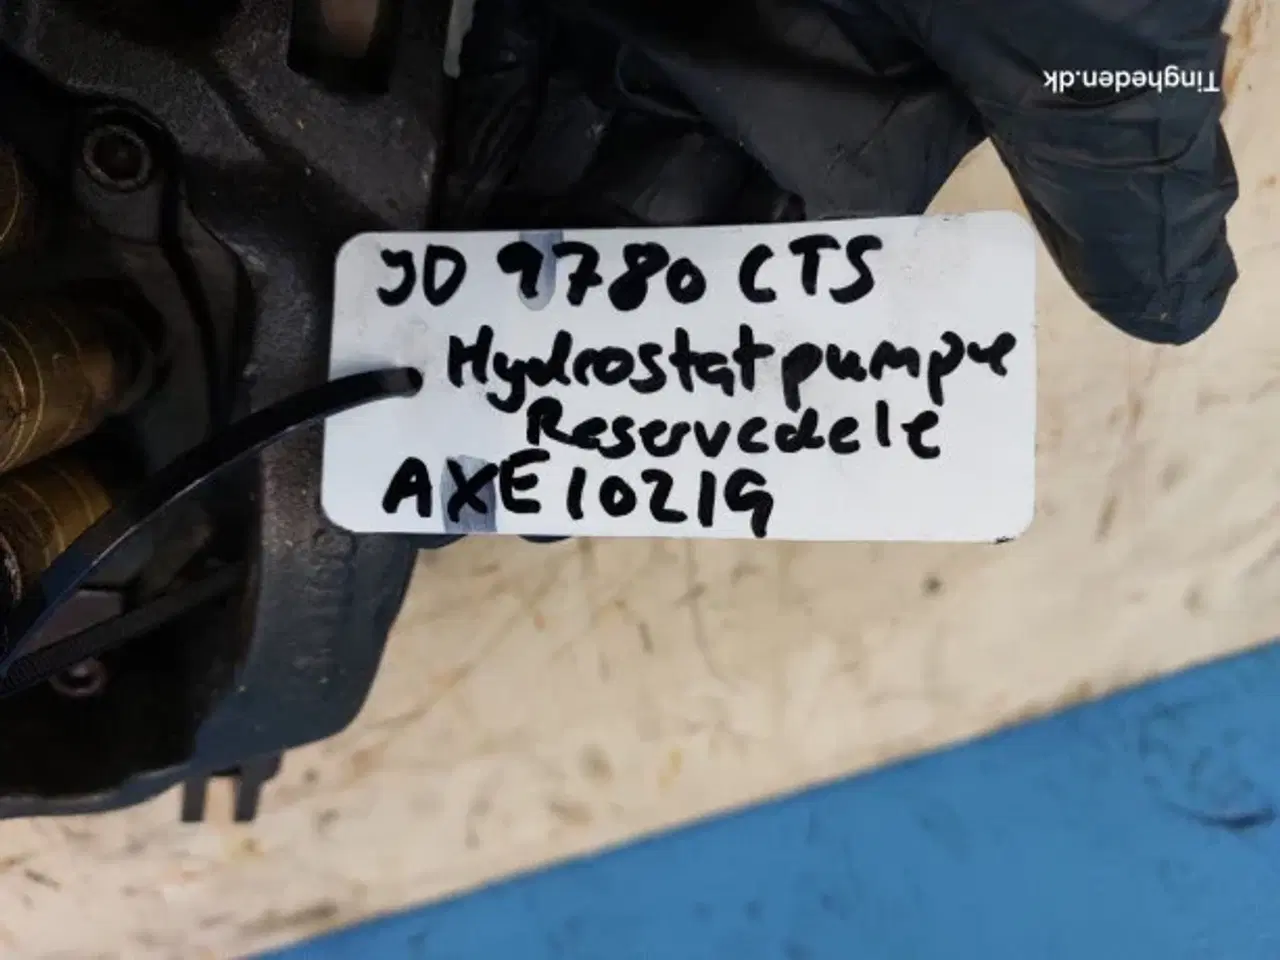 Tingheden.dk
JD 9780 CTS
Hydrostatpumpe
Reservedele
AXE10219